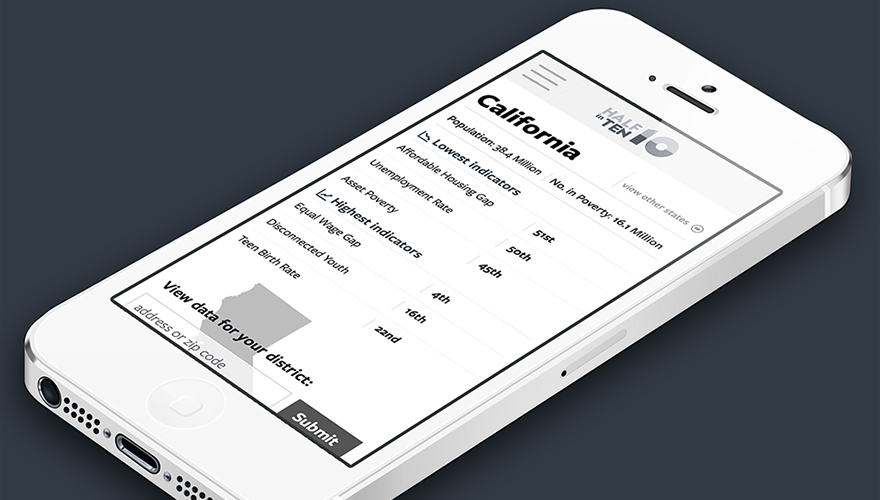 HALF
in TEN 10
California
view other states
Population: 38.4 Million
No. in Poverty: 16.1 Million
Lowest indicators
Affordable Housing Gap 51st
Unemployment Rate 50th
Asset Poverty 45th
Highest indicators
Equal Wage Gap 4th
Disconnected Youth 16th
Teen Birth Rate 22nd
View data for your district:
address or zip code
Submit